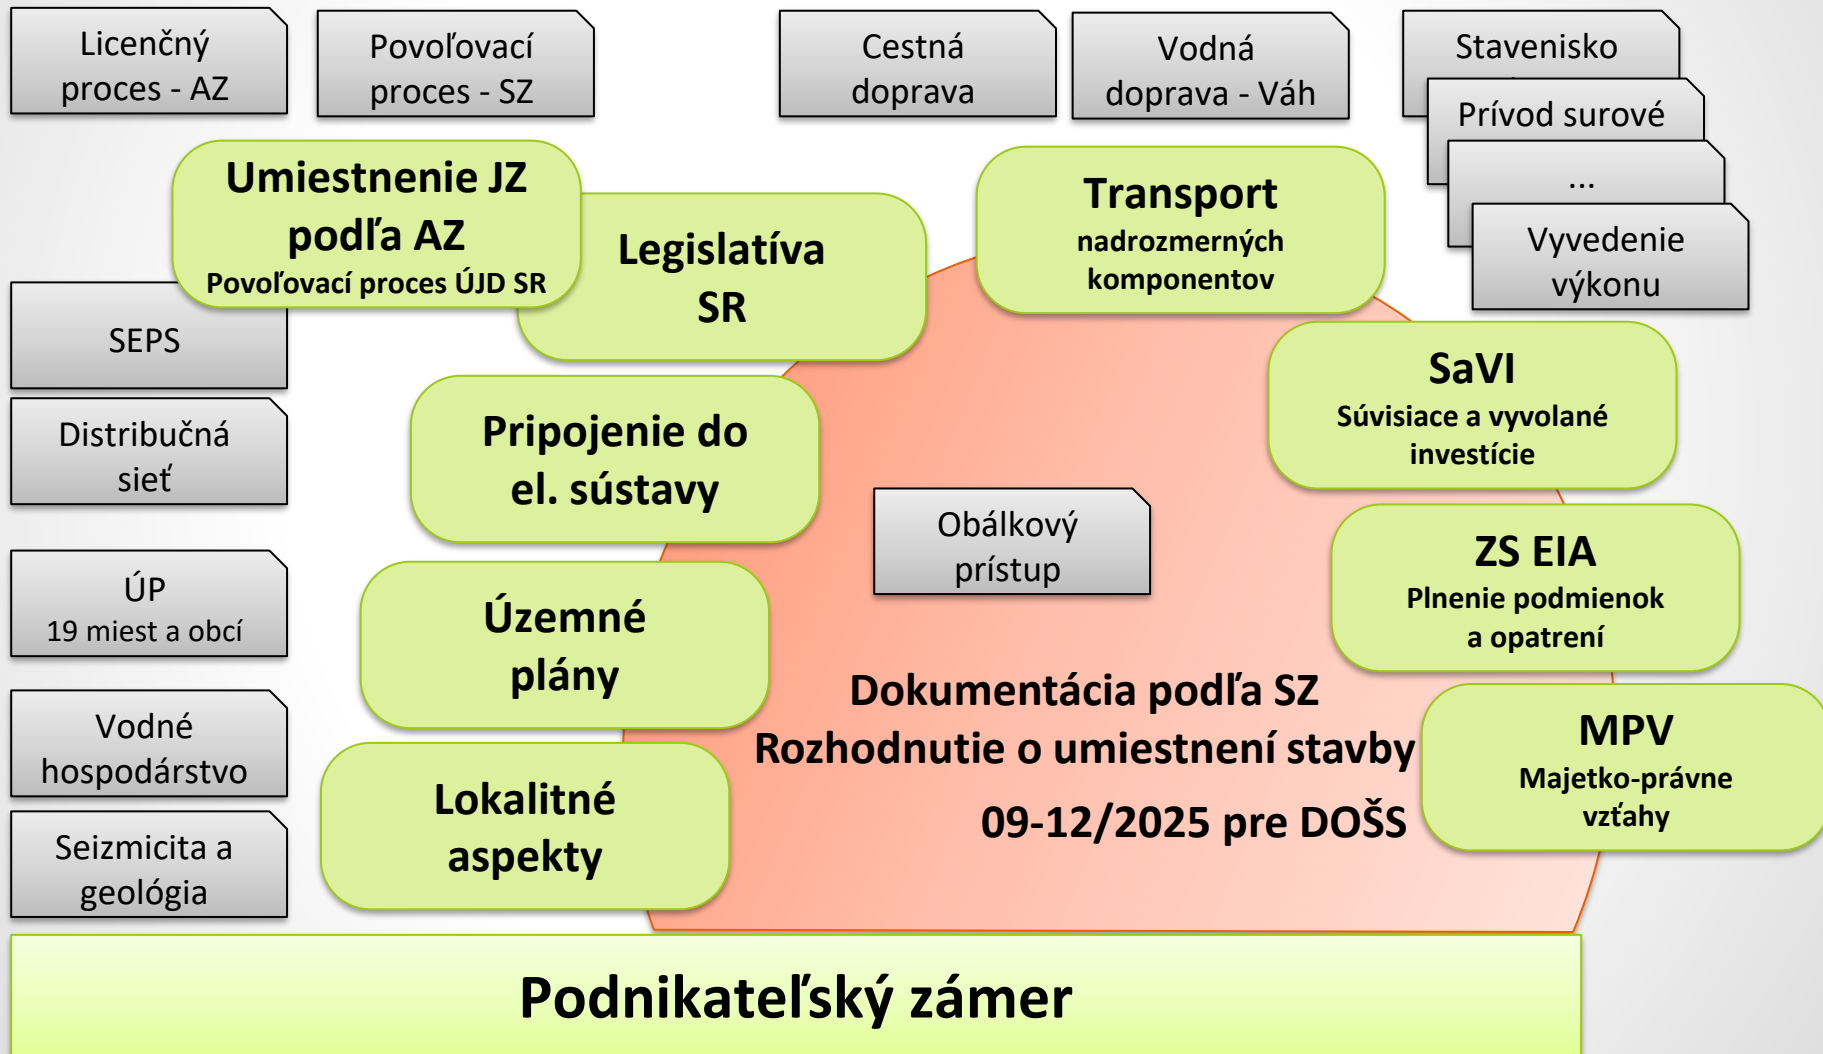 Licenčný
proces - AZ
Povoľovací
proces - SZ
Cestná
doprava
Vodná
doprava - Váh
Stavenisko
Prívod surové
...
Vyvedenie
výkonu
Umiestnenie JZ
podľa AZ
Povoľovací proces ÚJD SR
Legislatíva
SR
Transport
nadrozmerných
komponentov
SEPS
Distribučná
sieť
Pripojenie do
el. sústavy
SaVI
Súvisiace a vyvolané
investície
Obálkový
prístup
ZS EIA
Plnenie podmienok
a opatrení
ÚP
19 miest a obcí
Územné
plány
Vodné
hospodárstvo
Seizmicita a
geológia
Lokalitné
aspekty
Dokumentácia podľa SZ
Rozhodnutie o umiestnení stavby
09-12/2025 pre DOŠS
MPV
Majetko-právne
vzťahy
Podnikateľský zámer